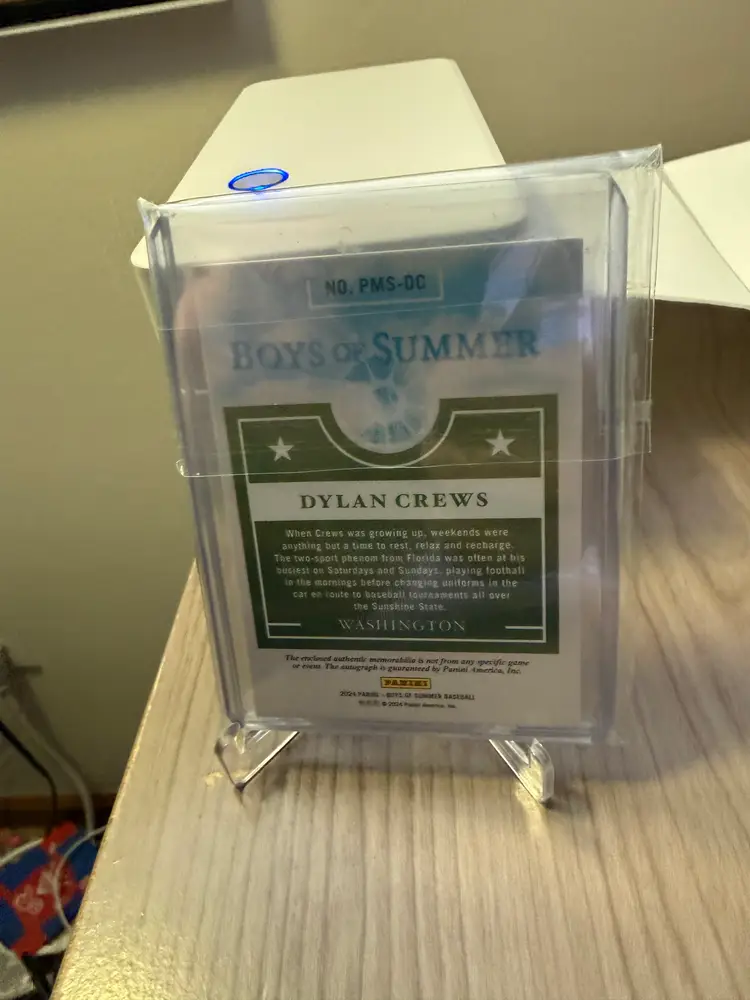 NO. PMS-DC
BOYS OF SUMMER
DYLAN CREWS
When Crews was growing up, weekends were
anything but a time to rest, relax and recharge.
The two-sport phenom from Florida was often at his
busiest on Saturdays and Sundays, playing football
in the mornings before changing uniforms in the
car en route to baseball tournaments all over
the Sunshine State.
WASHINGTON
The enclosed authentic memorabilia is not from any specific game
or event. The autograph is guaranteed by Panini America, Inc.
PANINI
2024 PANINI – BOYS OF SUMMER BASEBALL
© 2024 Panini America, Inc.